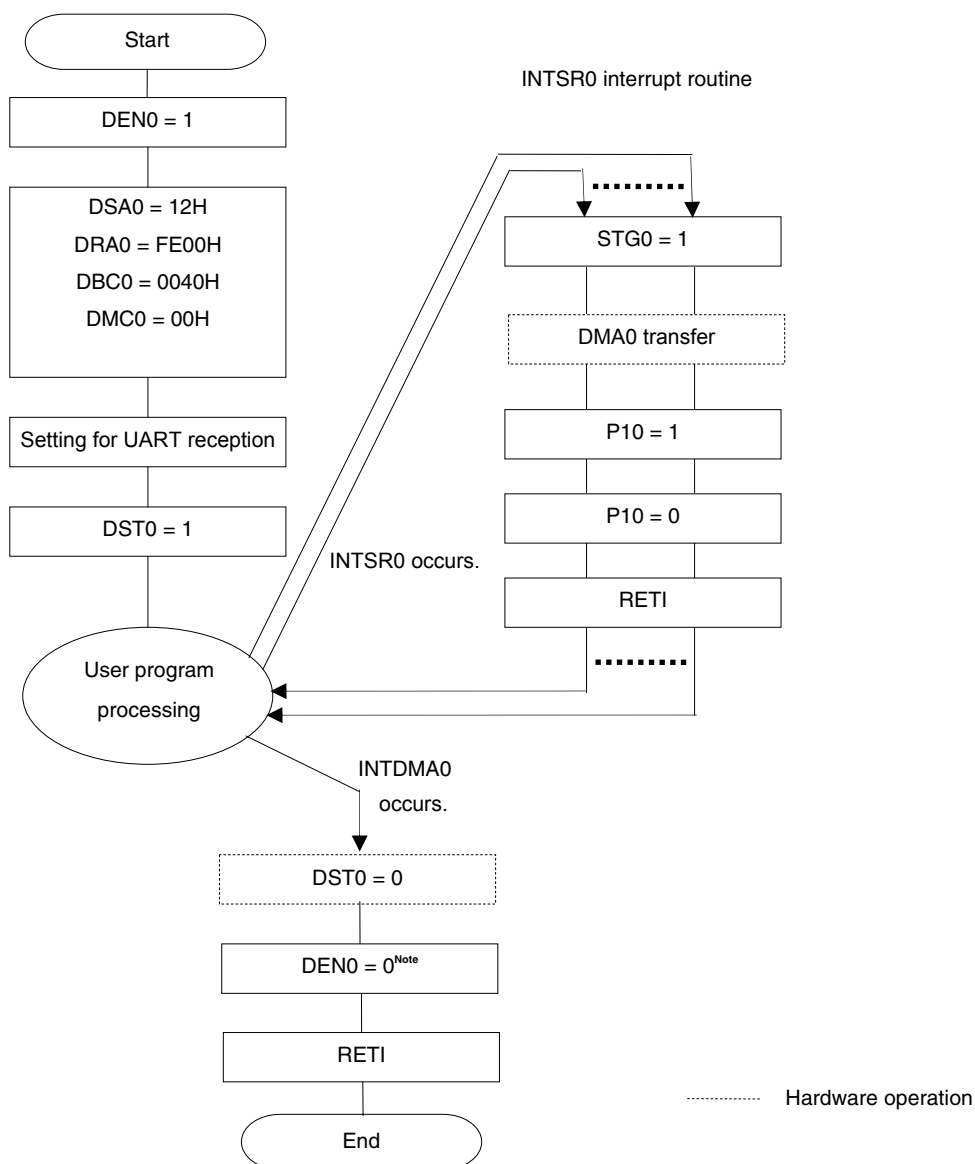 Start
DEN0 = 1
DSA0 = 12H
DRA0 = FE00H
DBC0 = 0040H
DMC0 = 00H
Setting for UART reception
DST0 = 1
User program
processing
INTSR0 occurs.
INTSR0 interrupt routine
STG0 = 1
DMA0 transfer
P10 = 1
P10 = 0
RETI
INTDMA0
occurs.
DST0 = 0
DEN0 = 0Note
RETI
End
Hardware operation